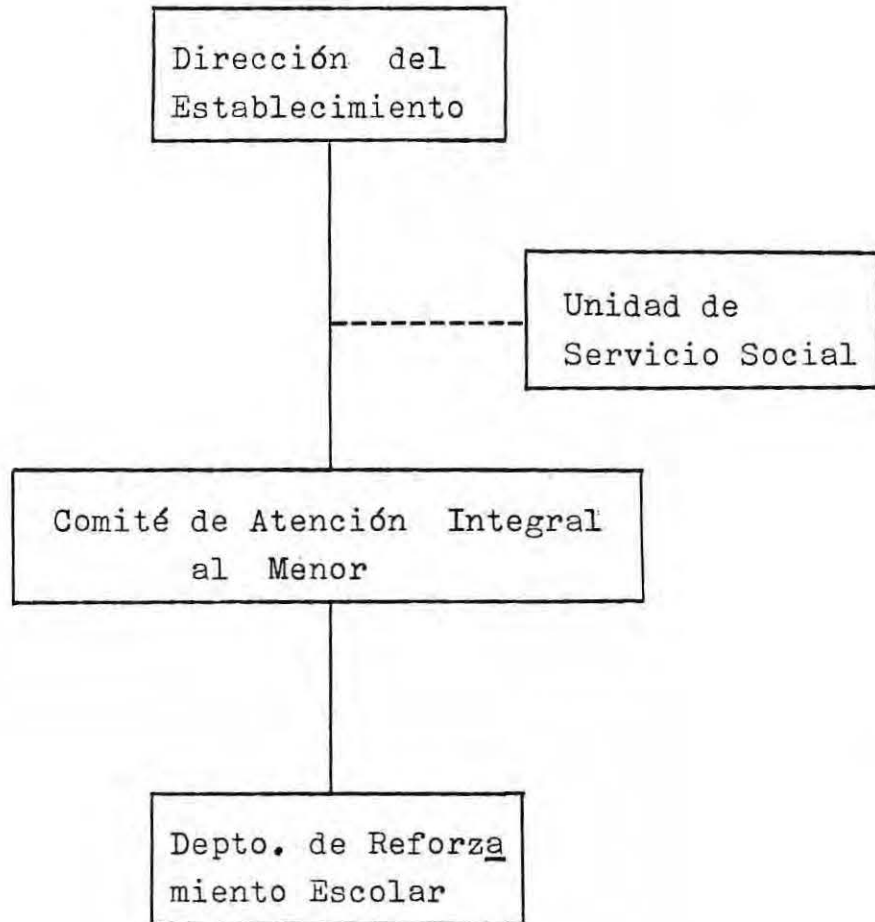 Dirección del
Establecimiento
Unidad de
Servicio Social
Comité de Atención Integral
al Menor
Depto. de Reforza
miento Escolar